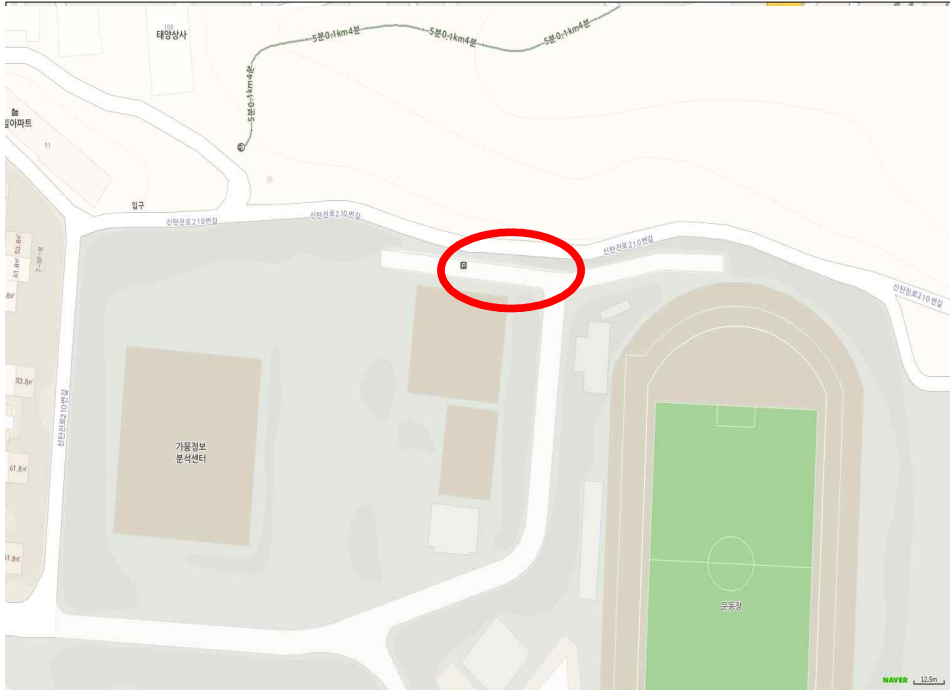 105
태양상사
5분0.1km4분
5분0.1km4분
5분0.1km4분
5분0.1km4분
아파트
91
입구
신탄진로210번길
신탄진로210번길
신탄진로210번길
신탄진로210번길
P
53.8㎡
61.8㎡
53.8㎡
61.8㎡
신탄진로210번길
가뭄정보
분석센터
운동장
NAVER
12.5m